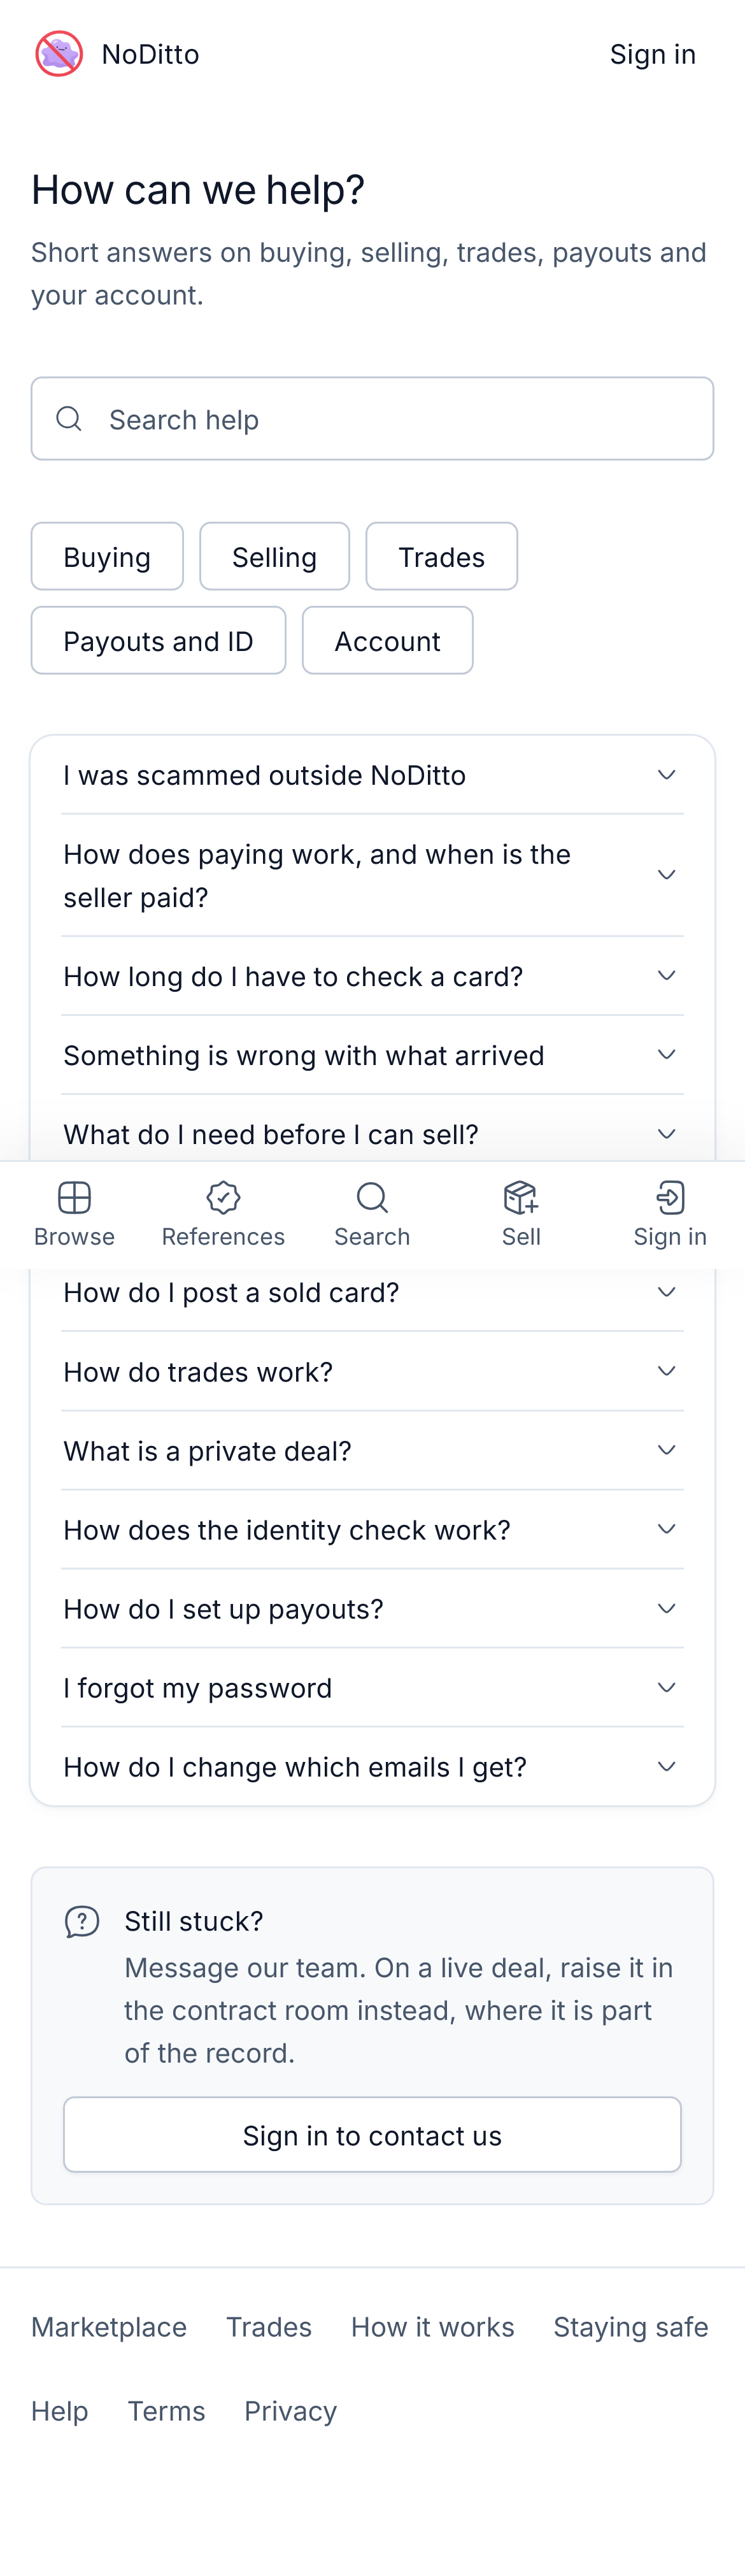 NoDitto
Sign in
How can we help?
Short answers on buying, selling, trades, payouts and
your account.
Search help
Buying
Selling
Trades
Payouts and ID
Account
I was scammed outside NoDitto
How does paying work, and when is the
seller paid?
How long do I have to check a card?
Something is wrong with what arrived
What do I need before I can sell?
Browse
References
Search
Sell
Sign in
How do I post a sold card?
How do trades work?
What is a private deal?
How does the identity check work?
How do I set up payouts?
I forgot my password
How do I change which emails I get?
Still stuck?
Message our team. On a live deal, raise it in
the contract room instead, where it is part
of the record.
Sign in to contact us
Marketplace
Trades
How it works
Staying safe
Help
Terms
Privacy